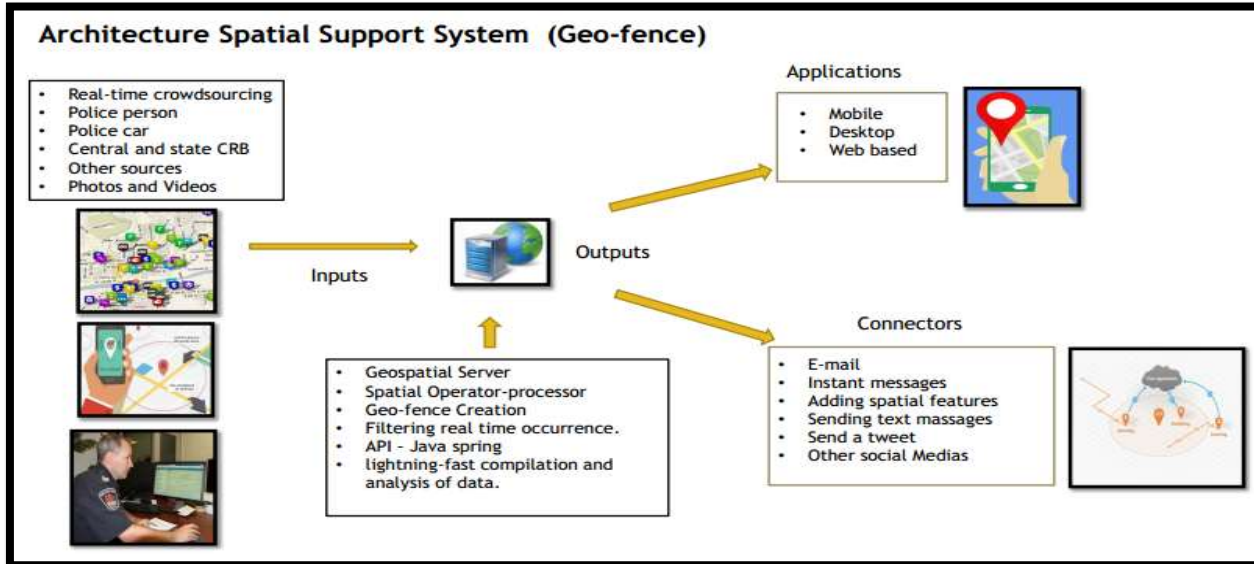 Architecture Spatial Support System (Geo-fence)
• Real-time crowdsourcing
• Police person
• Police car
• Central and state CRB
• Other sources
• Photos and Videos
Inputs
Outputs
• Geospatial Server
• Spatial Operator-processor
• Geo-fence Creation
• Filtering real time occurrence.
• API - Java spring
• lightning-fast compilation and
analysis of data.
Applications
• Mobile
• Desktop
• Web based
Connectors
• E-mail
• Instant messages
• Adding spatial features
• Sending text massages
• Send a tweet
• Other social Medias